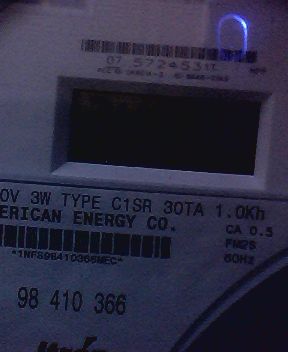 07 572453
0V 3W TYPE C1SR 30TA 1.0Kh
ERICAN ENERGY CO.
CA 0.5
FM2S
60Hz
*1NF898410366MEC*
98 410 366